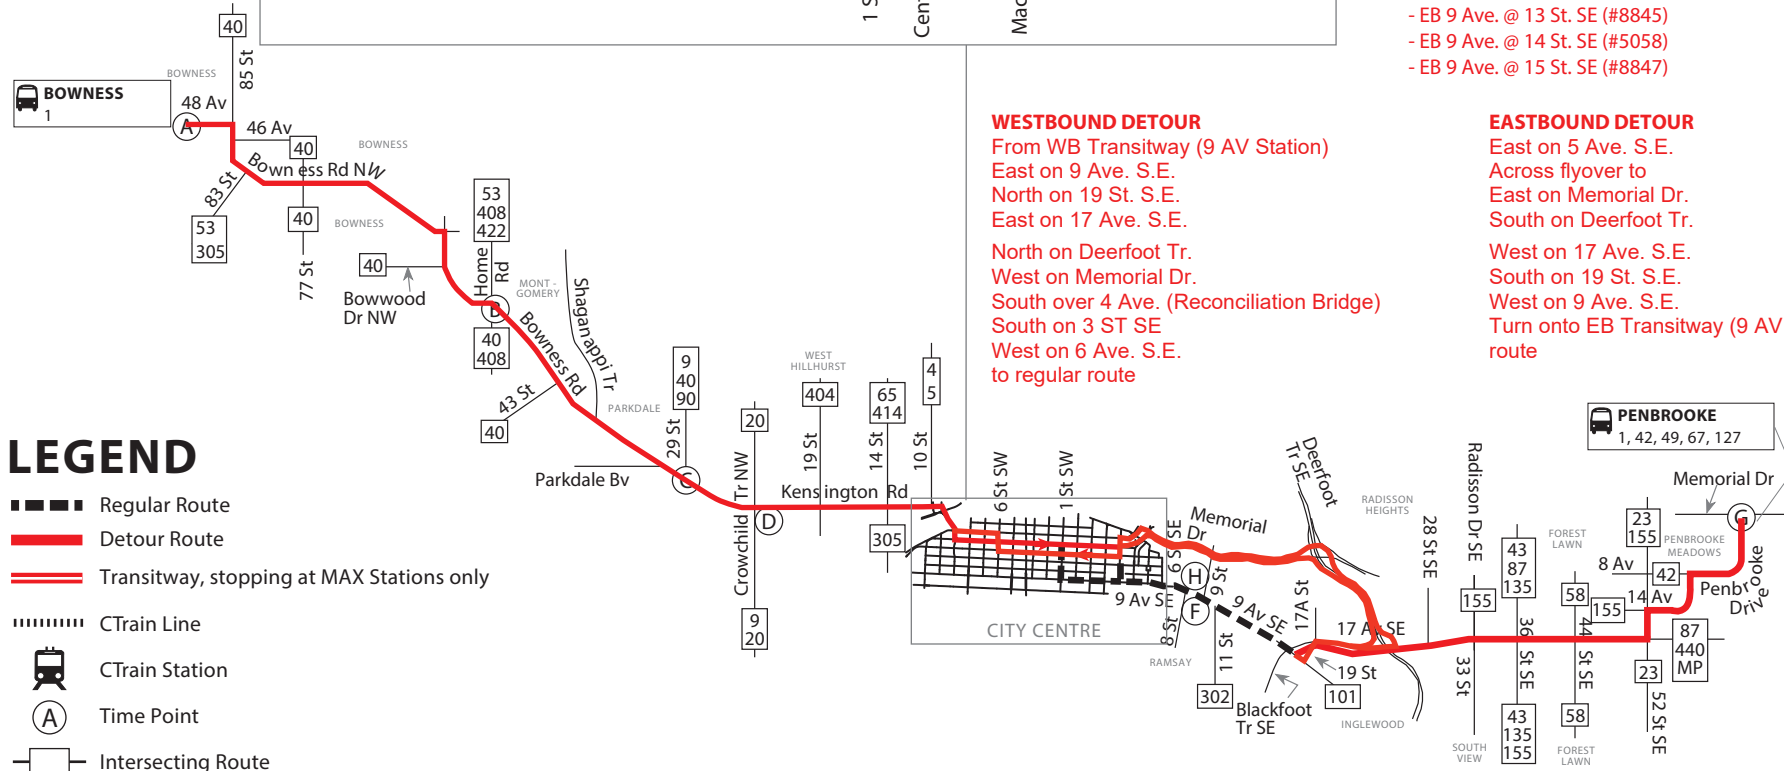 - EB 9 Ave. @ 13 St. SE (#8845)
- EB 9 Ave. @ 14 St. SE (#5058)
- EB 9 Ave. @ 15 St. SE (#8847)
1 S
Cen
Mac
WESTBOUND DETOUR
From WB Transitway (9 AV Station)
East on 9 Ave. S.E.
North on 19 St. S.E.
East on 17 Ave. S.E.
North on Deerfoot Tr.
West on Memorial Dr.
South over 4 Ave. (Reconciliation Bridge)
South on 3 ST SE
West on 6 Ave. S.E.
to regular route
EASTBOUND DETOUR
East on 5 Ave. S.E.
Across flyover to
East on Memorial Dr.
South on Deerfoot Tr.
West on 17 Ave. S.E.
South on 19 St. S.E.
West on 9 Ave. S.E.
Turn onto EB Transitway (9 AV
route
BOWNESS
1
40
85 St
BOWNESS
48 Av
A
46 Av
40
BOWNESS
Bowness Rd NW
83 St
53
305
40
77 St
BOWNESS
40
Bowwood
Dr NW
53
408
422
Home
Rd
MONT -
GOMERY
B
40
408
Bowness Rd
Shaganappi Tr
43 St
40
PARKDALE
9
40
90
29 St
Parkdale Bv
C
20
Crowchild Tr NW
D
9
20
WEST
HILLHURST
404
19 St
Kensington Rd
65
414
14 St
305
4
5
10 St
6 St SW
1 St SW
CITY CENTRE
6 St SE
Memorial
Dr
H
F
9 St
8 St
9 Av SE
9 Av SE
RAMSAY
11 St
302
17A St
17 Av SE
19 St
101
Blackfoot
Tr SE
INGLEWOOD
Deerfoot
Tr SE
RADISSON
HEIGHTS
28 St SE
Radisson Dr SE
155
33 St
SOUTH
VIEW
43
87
135
36 St SE
43
135
155
FOREST
LAWN
58
44 St SE
58
FOREST
LAWN
PENBROOKE
1, 42, 49, 67, 127
Memorial Dr
G
23
155
PENBROOKE
MEADOWS
8 Av
42
14 Av
155
Penbrooke
Drive
87
440
MP
23
52 St SE
LEGEND
Regular Route
Detour Route
Transitway, stopping at MAX Stations only
CTrain Line
CTrain Station
A
Time Point
Intersecting Route